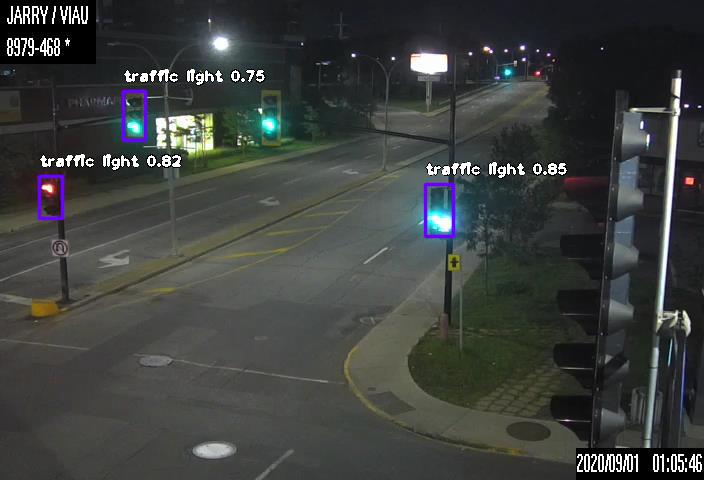 JARRY / VIAU
8979-468 *
traffic light 0.75
PHARMA
traffic light 0.82
traffic light 0.85
2020/09/01 01:05:46